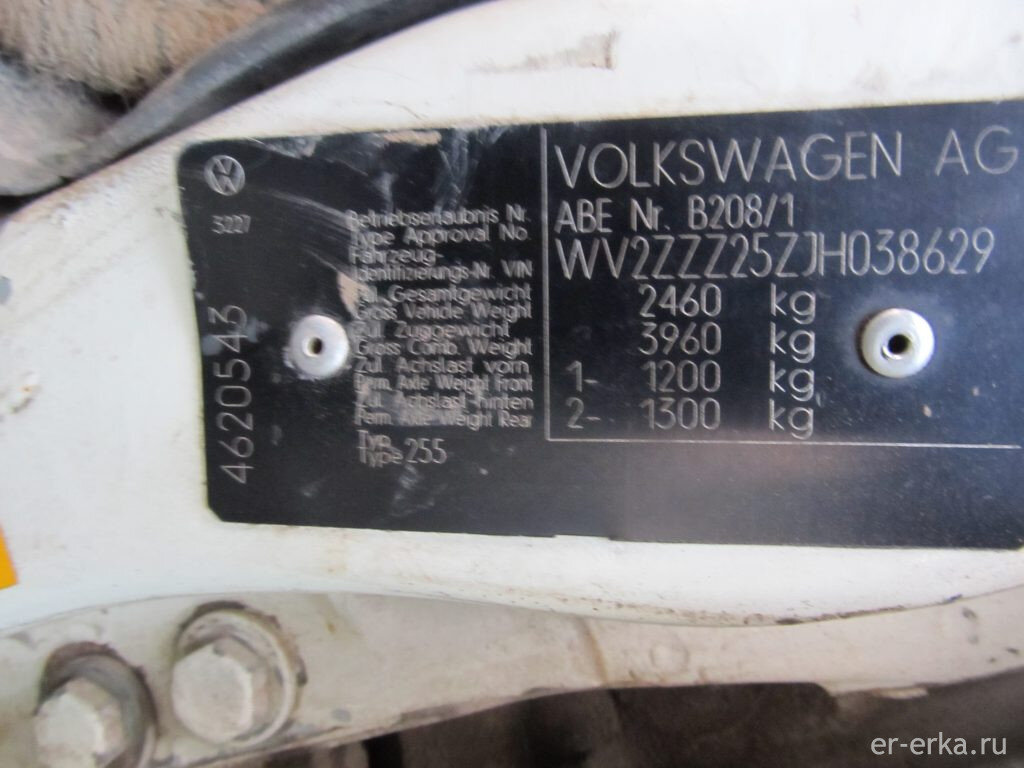 VOLKSWAGEN AG
ABE Nr. B208/1
WV2ZZZ25ZJH038629
2460 kg
3960 kg
1- 1200 kg
2- 1300 kg
3227
Betriebserlaubnis Nr.
Type Approval No.
Fahrzeug-
Identifizierungs-Nr. VIN
Zul. Gesamtgewicht
Gross Vehicle Weight
Zul. Zuggewicht
Gross Comb. Weight
Zul. Achslast vorn
Perm. Axle Weight Front
Zul. Achslast hinten
Perm. Axle Weight Rear
Typ
Type 255
4620543
er-erka.ru